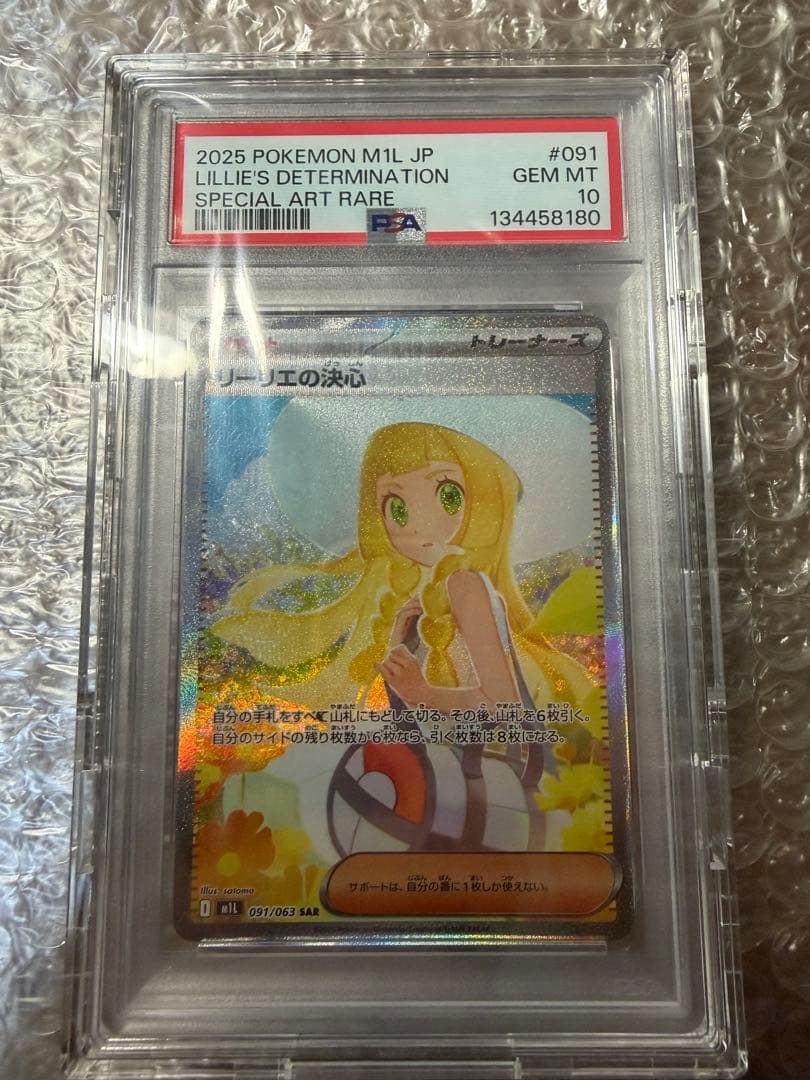 2025 POKEMON M1L JP #091
LILLIE'S DETERMINATION GEM MT
SPECIAL ART RARE 10
PSA 134458180
トレーナーズ
リーリエの決心
自分の手札をすべて山札にもどして切る。その後、山札を6枚引く。
自分のサイドの残り枚数が6枚なら、引く枚数は8枚になる。
サポートは、自分の番に1枚しか使えない。
Illus. saToma
I M1L 091/063 SAR